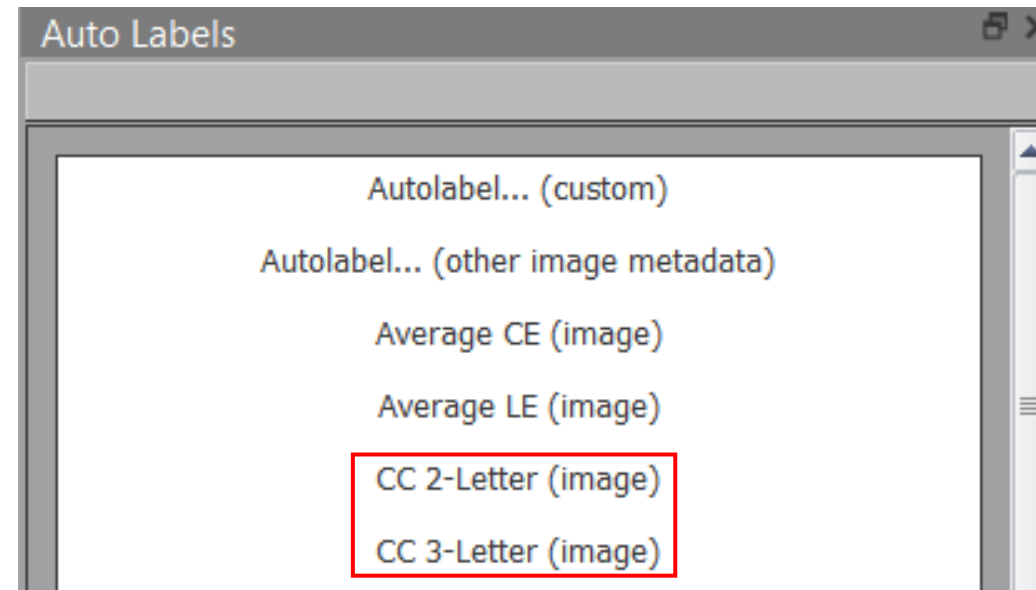 Auto Labels
Autolabel... (custom)
Autolabel... (other image metadata)
Average CE (image)
Average LE (image)
CC 2-Letter (image)
CC 3-Letter (image)